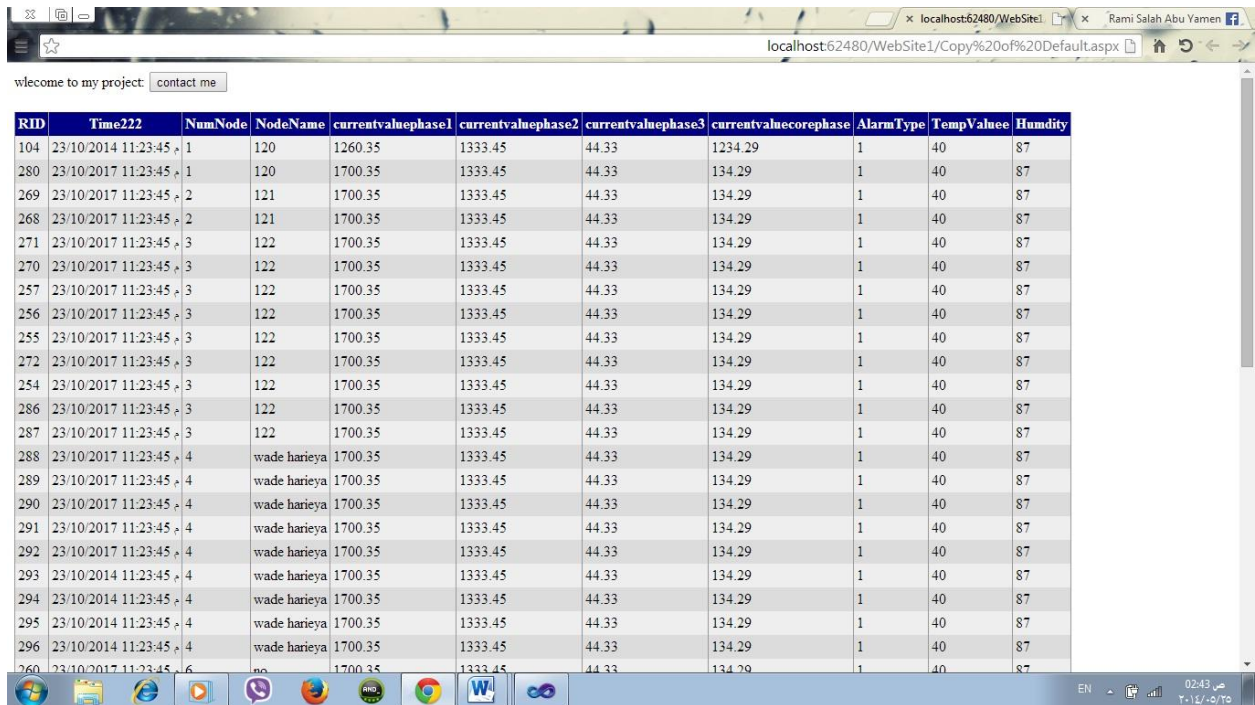 localhost:62480/WebSite1
Rami Salah Abu Yamen
localhost:62480/WebSite1/Copy%20of%20Default.aspx
wlecome to my project: contact me
RID Time222 NumNode NodeName currentvaluephase1 currentvaluephase2 currentvaluephase3 currentvaluecorephase AlarmType TempValuee Humdity
104 23/10/2014 11:23:45 م 1 120 1260.35 1333.45 44.33 1234.29 1 40 87
280 23/10/2017 11:23:45 م 1 120 1700.35 1333.45 44.33 134.29 1 40 87
269 23/10/2017 11:23:45 م 2 121 1700.35 1333.45 44.33 134.29 1 40 87
268 23/10/2017 11:23:45 م 2 121 1700.35 1333.45 44.33 134.29 1 40 87
271 23/10/2017 11:23:45 م 3 122 1700.35 1333.45 44.33 134.29 1 40 87
270 23/10/2017 11:23:45 م 3 122 1700.35 1333.45 44.33 134.29 1 40 87
257 23/10/2017 11:23:45 م 3 122 1700.35 1333.45 44.33 134.29 1 40 87
256 23/10/2017 11:23:45 م 3 122 1700.35 1333.45 44.33 134.29 1 40 87
255 23/10/2017 11:23:45 م 3 122 1700.35 1333.45 44.33 134.29 1 40 87
272 23/10/2017 11:23:45 م 3 122 1700.35 1333.45 44.33 134.29 1 40 87
254 23/10/2017 11:23:45 م 3 122 1700.35 1333.45 44.33 134.29 1 40 87
286 23/10/2017 11:23:45 م 3 122 1700.35 1333.45 44.33 134.29 1 40 87
287 23/10/2017 11:23:45 م 3 122 1700.35 1333.45 44.33 134.29 1 40 87
288 23/10/2017 11:23:45 م 4 wade harieya 1700.35 1333.45 44.33 134.29 1 40 87
289 23/10/2017 11:23:45 م 4 wade harieya 1700.35 1333.45 44.33 134.29 1 40 87
290 23/10/2017 11:23:45 م 4 wade harieya 1700.35 1333.45 44.33 134.29 1 40 87
291 23/10/2017 11:23:45 م 4 wade harieya 1700.35 1333.45 44.33 134.29 1 40 87
292 23/10/2017 11:23:45 م 4 wade harieya 1700.35 1333.45 44.33 134.29 1 40 87
293 23/10/2014 11:23:45 م 4 wade harieya 1700.35 1333.45 44.33 134.29 1 40 87
294 23/10/2014 11:23:45 م 4 wade harieya 1700.35 1333.45 44.33 134.29 1 40 87
295 23/10/2014 11:23:45 م 4 wade harieya 1700.35 1333.45 44.33 134.29 1 40 87
296 23/10/2014 11:23:45 م 4 wade harieya 1700.35 1333.45 44.33 134.29 1 40 87
260 23/10/2017 11:23:45 م 6 no 1700.35 1333.45 44.33 134.29 1 40 87
EN 02:43 ص
٢٠١٤/٠٥/٢٥